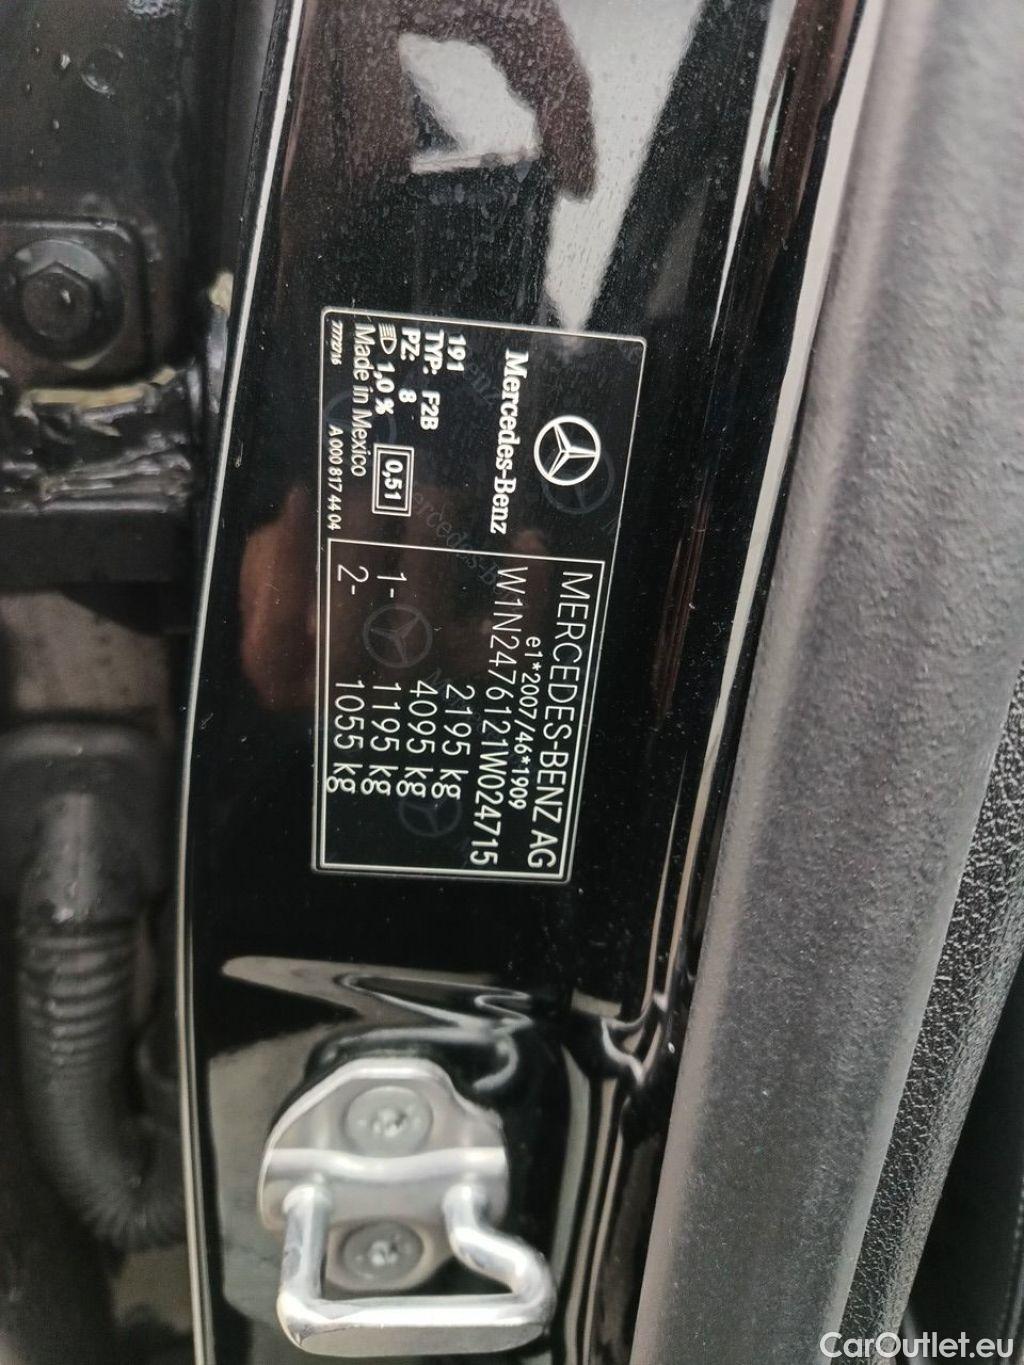 Mercedes-Benz
191
TYP: F2B
PZ: 8
1,0 % 0,51
Made in Mexico
777916 A 000 817 44 04
MERCEDES-BENZ AG
e1*2007/46*1909
W1N2476121W024715
2195 kg
4095 kg
1- 1195 kg
2- 1055 kg
CarOutlet.eu